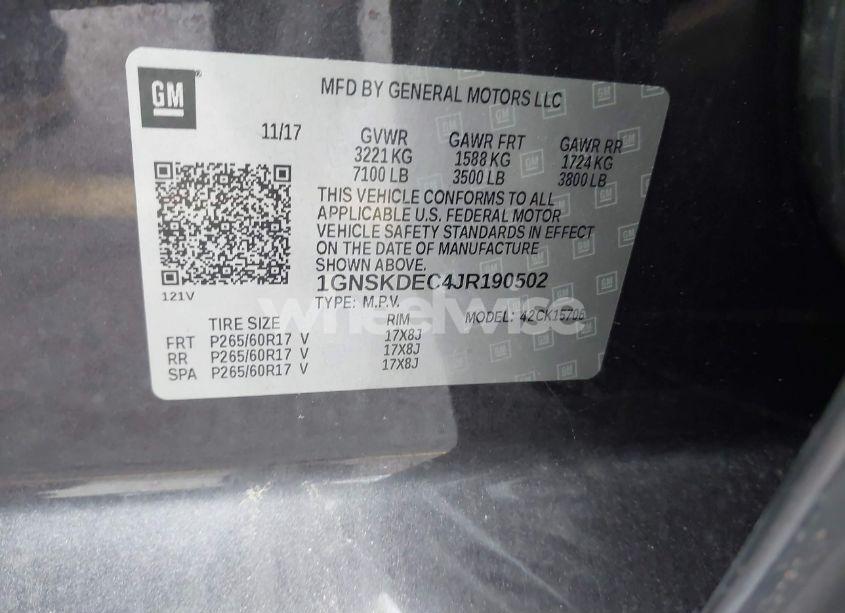 GM
MFD BY GENERAL MOTORS LLC
11/17
GVWR GAWR FRT GAWR RR
3221 KG 1588 KG 1724 KG
7100 LB 3500 LB 3800 LB
THIS VEHICLE CONFORMS TO ALL
APPLICABLE U.S. FEDERAL MOTOR
VEHICLE SAFETY STANDARDS IN EFFECT
ON THE DATE OF MANUFACTURE
SHOWN ABOVE.
1GNSKDEC4JR190502
121V
TYPE: M.P.V.
MODEL: 42CK15706
wheelwise
TIRE SIZE RIM
FRT P265/60R17 V 17X8J
RR P265/60R17 V 17X8J
SPA P265/60R17 V 17X8J